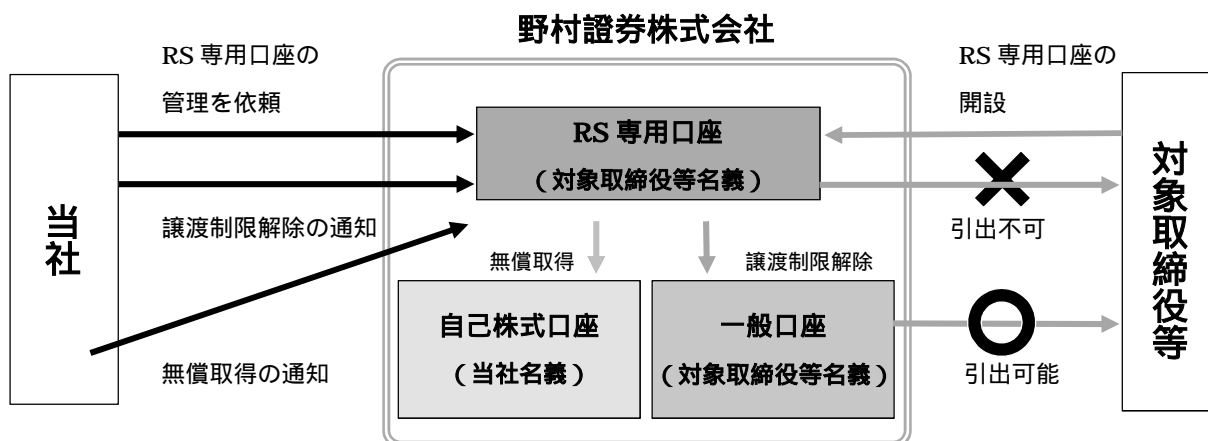 野村證券株式会社
RS 専用口座の
管理を依頼
RS 専用口座の
開設
当社
RS 専用口座
（対象取締役等名義）
対象取締役等
譲渡制限解除の通知
引出不可
無償取得
譲渡制限解除
自己株式口座
（当社名義）
一般口座
（対象取締役等名義）
無償取得の通知
引出可能